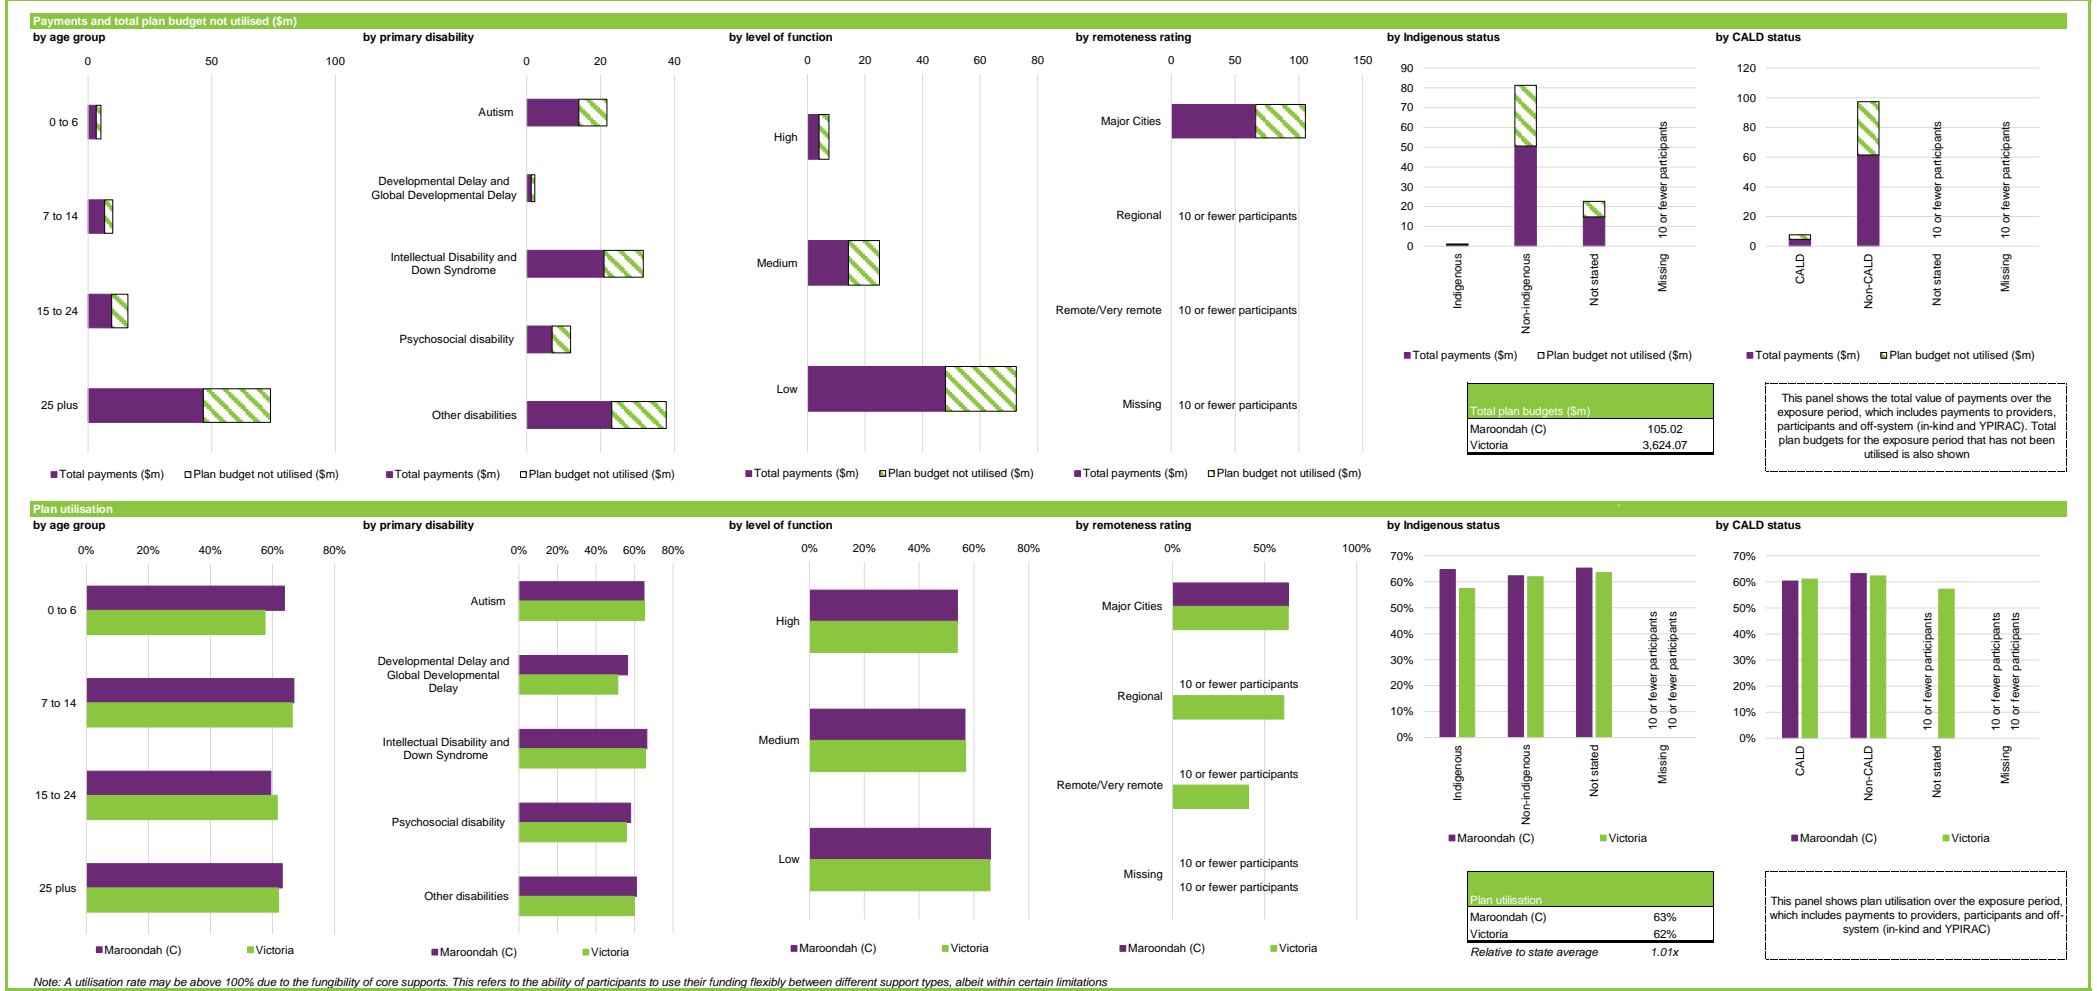 Payments and total plan budget not utilised ($m)
by age group
0
50
100
0 to 6
7 to 14
15 to 24
25 plus
Total payments ($m)
Plan budget not utilised ($m)
by primary disability
0
20
40
Autism
Developmental Delay and
Global Developmental Delay
Intellectual Disability and
Down Syndrome
Psychosocial disability
Other disabilities
Total payments ($m)
Plan budget not utilised ($m)
by level of function
0
20
40
60
80
High
Medium
Low
Total payments ($m)
Plan budget not utilised ($m)
by remoteness rating
0
50
100
150
Major Cities
Regional
10 or fewer participants
Remote/Very remote
10 or fewer participants
Missing
10 or fewer participants
Total payments ($m)
Plan budget not utilised ($m)
by Indigenous status
90
80
70
60
50
40
30
20
10
0
10 or fewer participants
Indigenous
Non-indigenous
Not stated
Missing
Total payments ($m)
Plan budget not utilised ($m)
Total plan budgets ($m)
Maroondah (C) 105.02
Victoria 3,624.07
by CALD status
120
100
80
60
40
20
0
10 or fewer participants
10 or fewer participants
CALD
Non-CALD
Not stated
Missing
Total payments ($m)
Plan budget not utilised ($m)
This panel shows the total value of payments over the
exposure period, which includes payments to providers,
participants and off-system (in-kind and YPIRAC). Total
plan budgets for the exposure period that has not been
utilised is also shown
Plan utilisation
by age group
0%
20%
40%
60%
80%
0 to 6
7 to 14
15 to 24
25 plus
Maroondah (C)
Victoria
by primary disability
0%
20%
40%
60%
80%
Autism
Developmental Delay and
Global Developmental
Delay
Intellectual Disability and
Down Syndrome
Psychosocial disability
Other disabilities
Maroondah (C)
Victoria
by level of function
0%
20%
40%
60%
80%
High
Medium
Low
Maroondah (C)
Victoria
by remoteness rating
0%
50%
100%
Major Cities
Regional
10 or fewer participants
Remote/Very remote
10 or fewer participants
Missing
10 or fewer participants
10 or fewer participants
Maroondah (C)
Victoria
by Indigenous status
70%
60%
50%
40%
30%
20%
10%
0%
10 or fewer participants
10 or fewer participants
Indigenous
Non-indigenous
Not stated
Missing
Maroondah (C)
Victoria
Plan utilisation
Maroondah (C) 63%
Victoria 62%
Relative to state average 1.01x
by CALD status
70%
60%
50%
40%
30%
20%
10%
0%
10 or fewer participants
10 or fewer participants
10 or fewer participants
CALD
Non-CALD
Not stated
Missing
Maroondah (C)
Victoria
This panel shows plan utilisation over the exposure period,
which includes payments to providers, participants and off-
system (in-kind and YPIRAC)
Note: A utilisation rate may be above 100% due to the fungibility of core supports. This refers to the ability of participants to use their funding flexibly between different support types, albeit within certain limitations